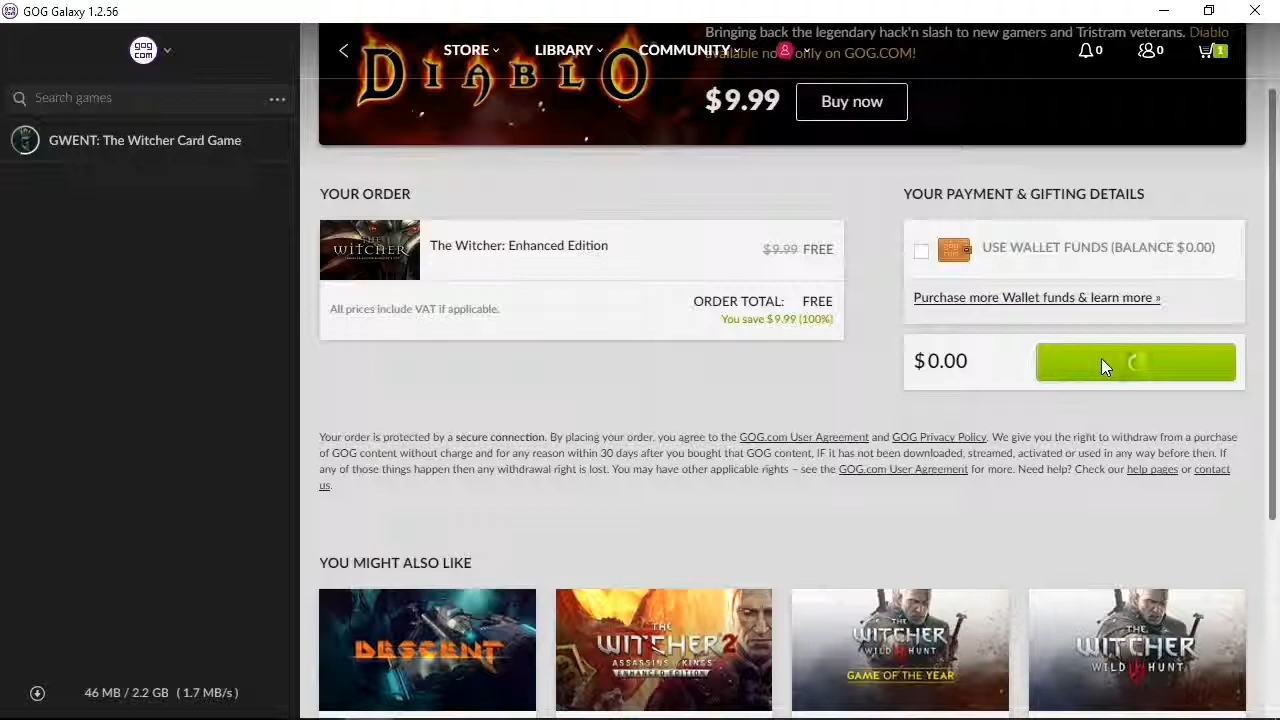 GOG Galaxy 1.2.56
gog
com
STORE
LIBRARY
COMMUNITY
0
0
1
Search games
GWENT: The Witcher Card Game
Bringing back the legendary hack'n slash to new gamers and Tristram veterans. Diablo
available now only on GOG.COM!
DIABLO
$9.99
Buy now
YOUR ORDER
THE
WITCHER
The Witcher: Enhanced Edition
$9.99 FREE
All prices include VAT if applicable.
ORDER TOTAL: FREE
You save $9.99 (100%)
YOUR PAYMENT & GIFTING DETAILS
USE WALLET FUNDS (BALANCE $0.00)
Purchase more Wallet funds & learn more »
$0.00
Your order is protected by a secure connection. By placing your order, you agree to the GOG.com User Agreement and GOG Privacy Policy. We give you the right to withdraw from a purchase
of GOG content without charge and for any reason within 30 days after you bought that GOG content, IF it has not been downloaded, streamed, activated or used in any way before then. If
any of those things happen then any withdrawal right is lost. You may have other applicable rights – see the GOG.com User Agreement for more. Need help? Check our help pages or contact
us.
YOU MIGHT ALSO LIKE
DESCENT
THE
WITCHER 2
ASSASSINS OF KINGS
ENHANCED EDITION
THE
WITCHER
WILD HUNT
GAME OF THE YEAR
THE
WITCHER
WILD HUNT
46 MB / 2.2 GB ( 1.7 MB/s )